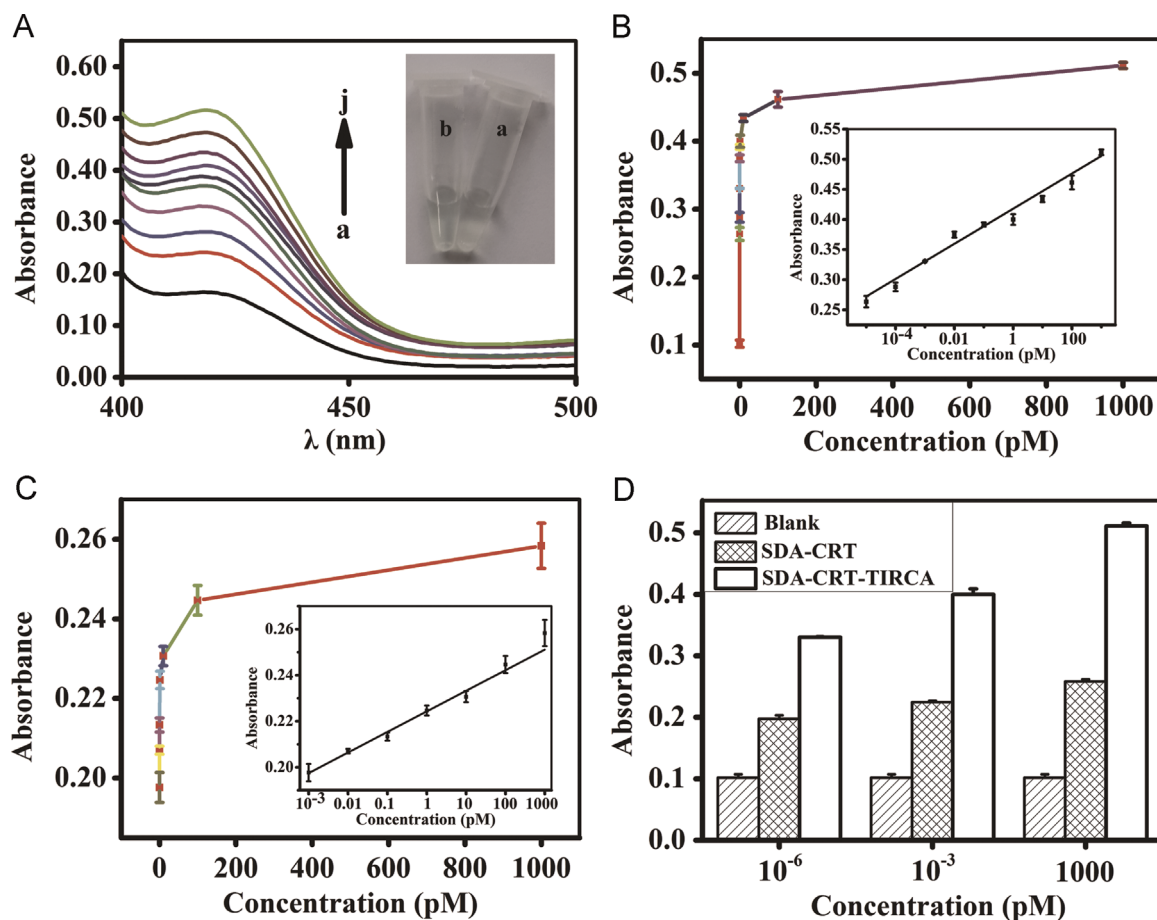 A
0.60
0.50
0.40
0.30
0.20
0.10
0.00
Absorbance
j
a
b a
400 450 500
λ (nm)
B
0.5
0.4
0.3
0.2
0.1
Absorbance
0 200 400 600 800 1000
Concentration (pM)
0.55
0.50
0.45
0.40
0.35
0.30
0.25
Absorbance
10⁻⁴ 0.01 1 100
Concentration (pM)
C
0.26
0.24
0.22
0.20
Absorbance
0 200 400 600 800 1000
Concentration (pM)
0.26
0.24
0.22
0.20
Absorbance
10⁻³ 0.01 0.1 1 10 100 1000
Concentration (pM)
D
Blank
SDA-CRT
SDA-CRT-TIRCA
0.5
0.4
0.3
0.2
0.1
0.0
Absorbance
10⁻⁶ 10⁻³ 1000
Concentration (pM)